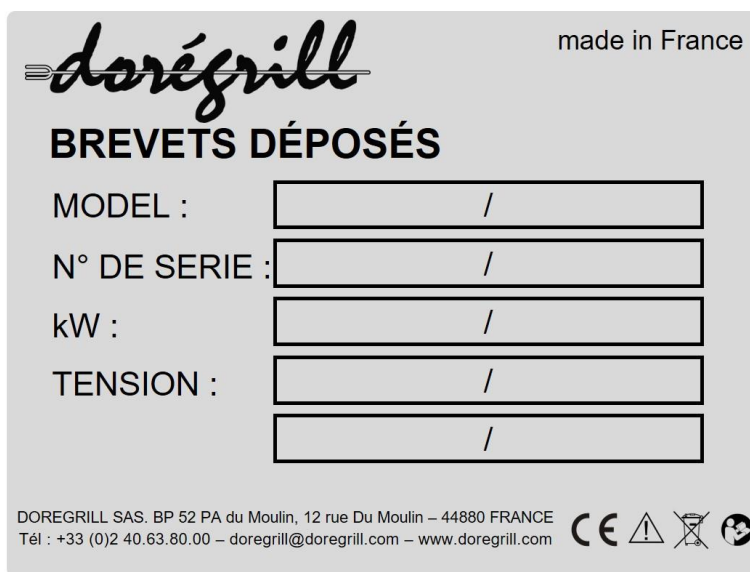 dorégrill
made in France
BREVETS DÉPOSÉS
MODEL : /
N° DE SERIE : /
kW : /
TENSION : /
/
DOREGRILL SAS. BP 52 PA du Moulin, 12 rue Du Moulin – 44880 FRANCE
Tél : +33 (0)2 40.63.80.00 – doregrill@doregrill.com – www.doregrill.com
CE